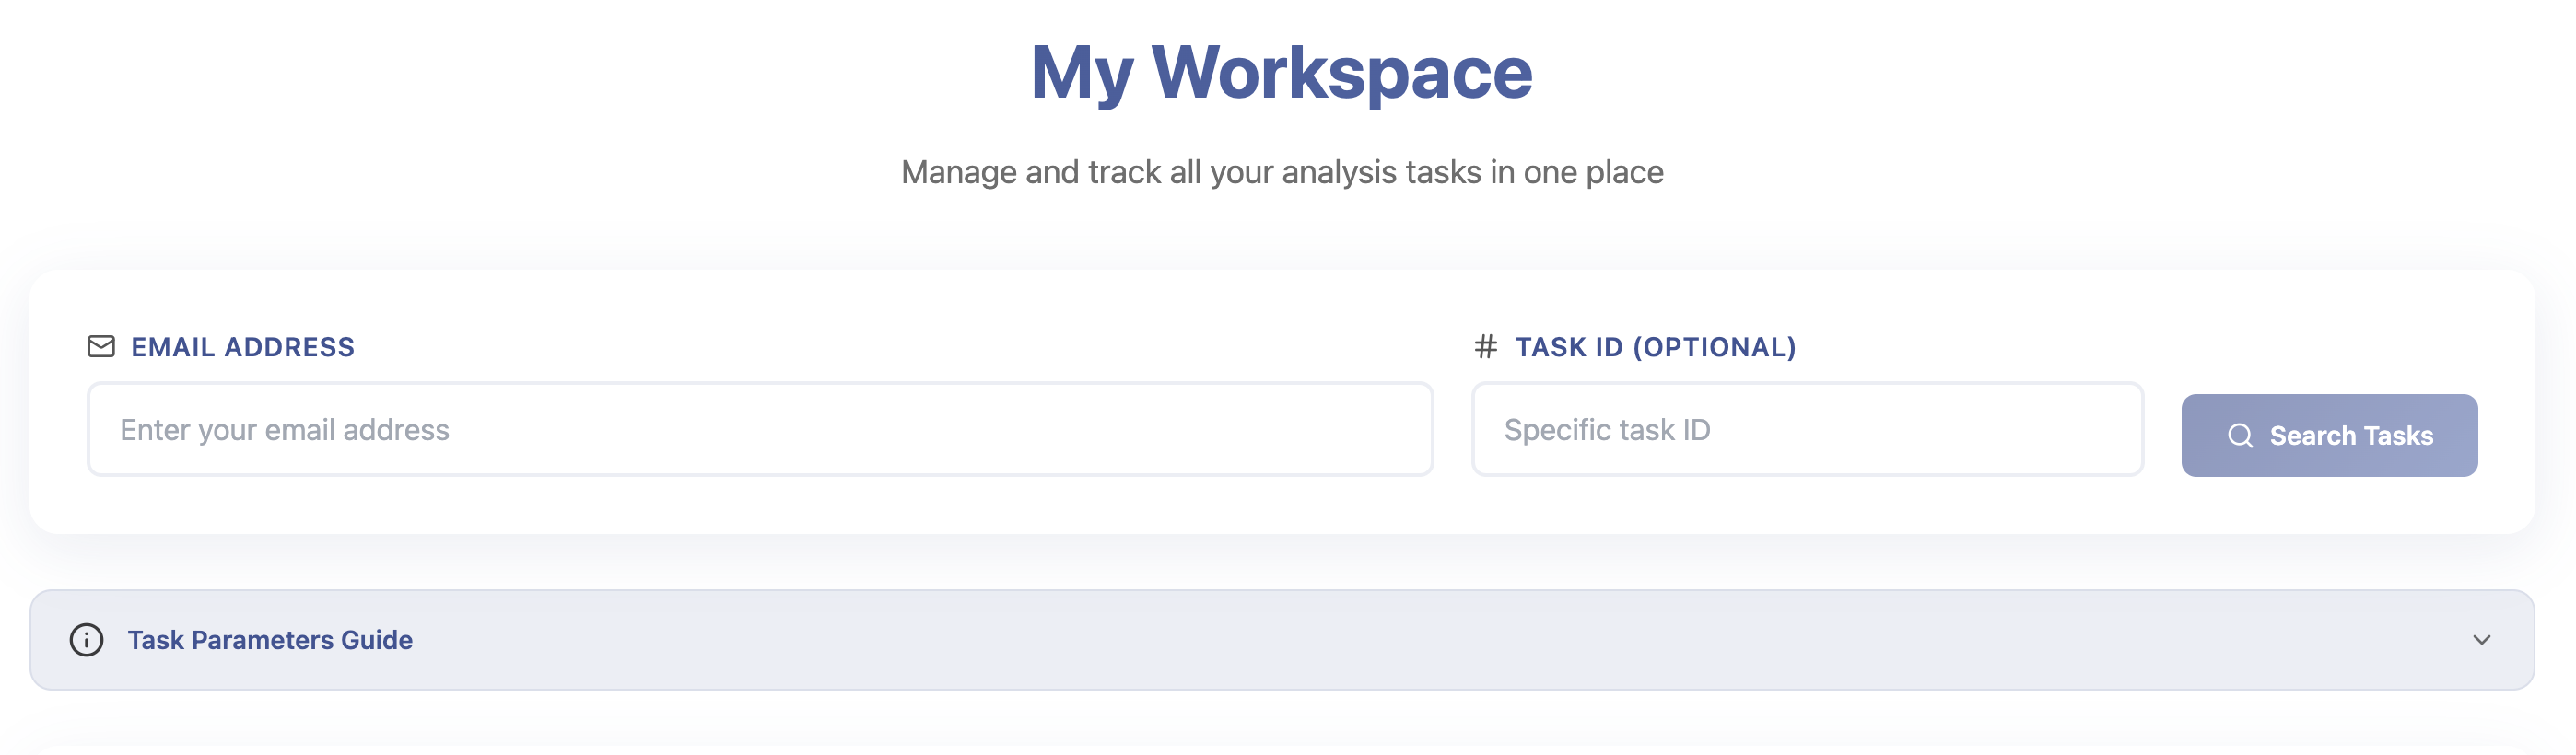 My Workspace
Manage and track all your analysis tasks in one place
EMAIL ADDRESS
Enter your email address
# TASK ID (OPTIONAL)
Specific task ID
Search Tasks
Task Parameters Guide